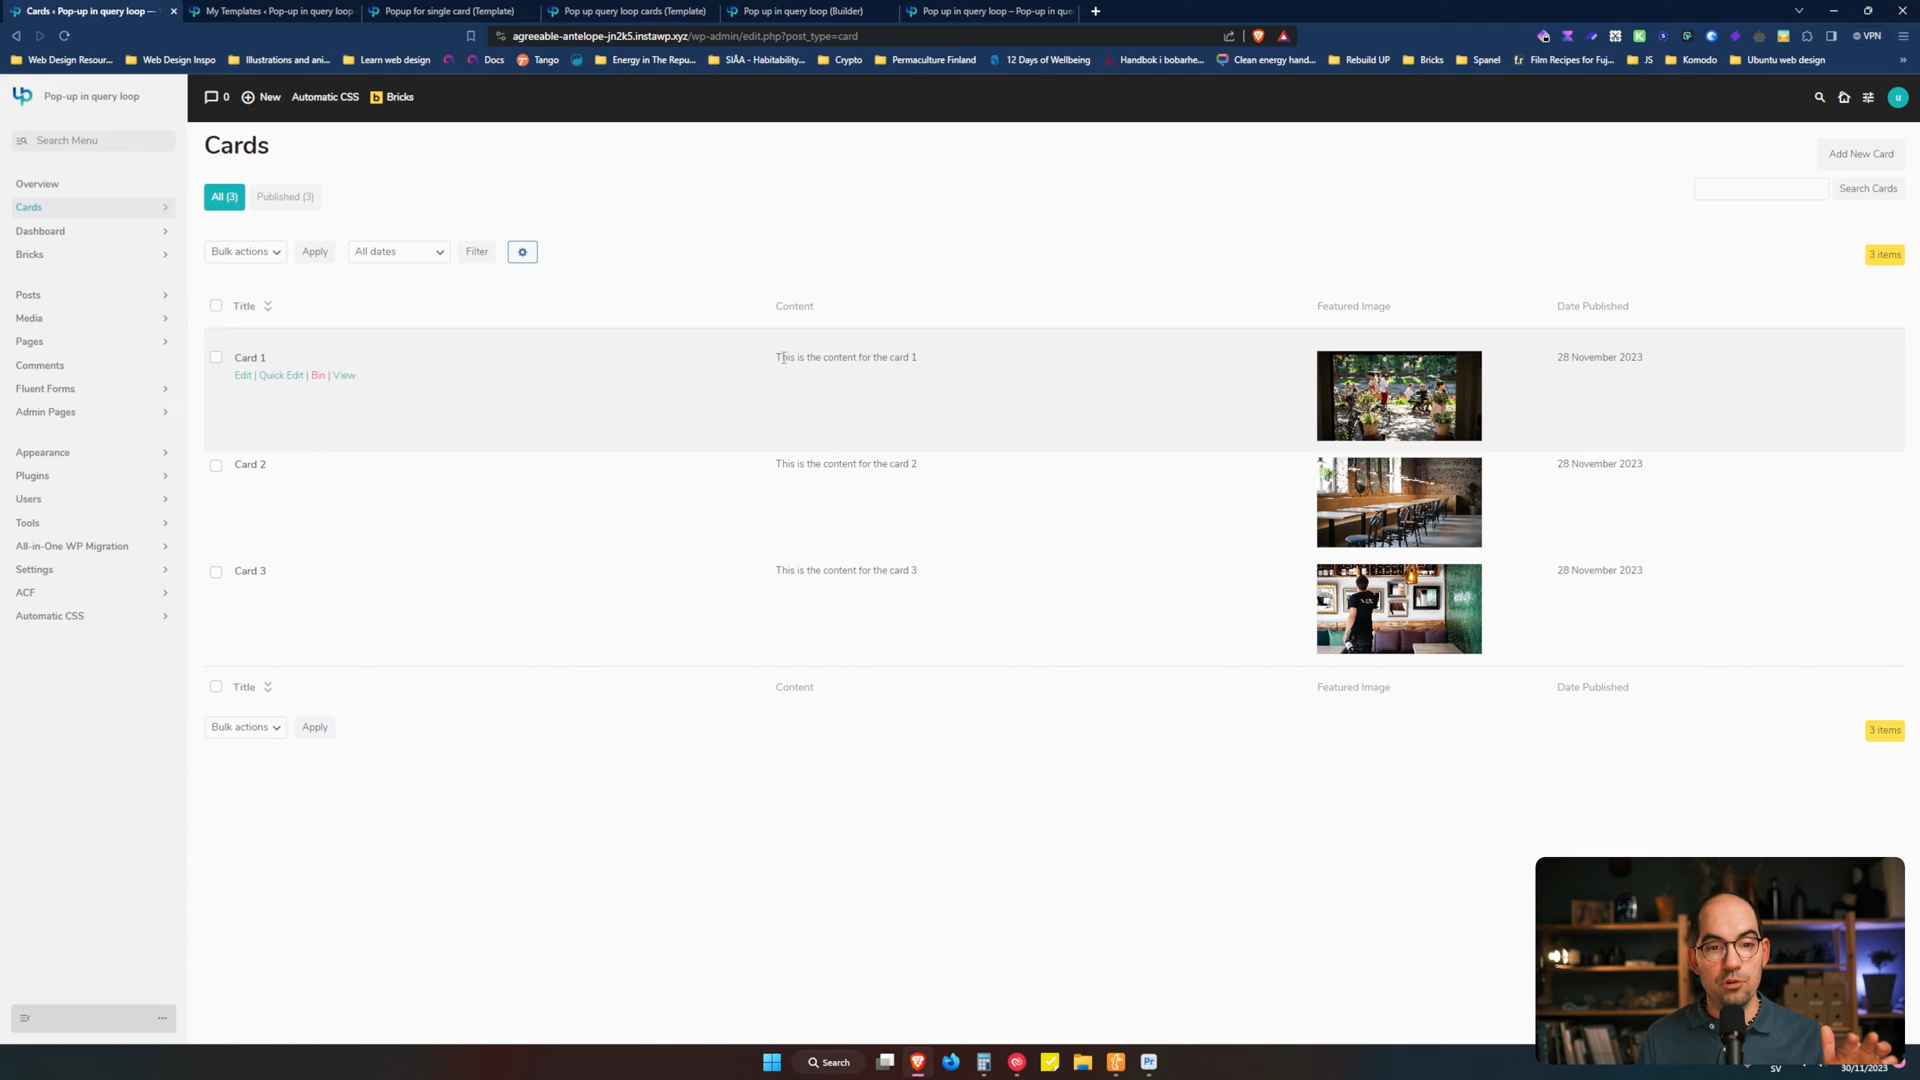 Cards ‹ Pop-up in query loop —
My Templates ‹ Pop-up in query loop
Popup for single card (Template)
Pop up query loop cards (Template)
Pop up in query loop (Builder)
Pop up in query loop – Pop-up in que
agreeable-antelope-jn2k5.instawp.xyz/wp-admin/edit.php?post_type=card
VPN
Web Design Resour...
Web Design Inspo
Illustrations and ani...
Learn web design
Docs
Tango
Energy in The Repu...
SIÅA - Habitability...
Crypto
Permaculture Finland
12 Days of Wellbeing
Handbok i bobarhe...
Clean energy hand...
Rebuild UP
Bricks
Spanel
Film Recipes for Fuj...
JS
Komodo
Ubuntu web design
Pop-up in query loop
0
New
Automatic CSS
Bricks
u
Search Menu
Overview
Cards
Dashboard
Bricks
Posts
Media
Pages
Comments
Fluent Forms
Admin Pages
Appearance
Plugins
Users
Tools
All-in-One WP Migration
Settings
ACF
Automatic CSS
Cards
Add New Card
All (3)
Published (3)
Search Cards
Bulk actions
Apply
All dates
Filter
3 items
Title
Content
Featured Image
Date Published
Card 1
Edit | Quick Edit | Bin | View
This is the content for the card 1
28 November 2023
Card 2
This is the content for the card 2
28 November 2023
Card 3
This is the content for the card 3
28 November 2023
Title
Content
Featured Image
Date Published
Bulk actions
Apply
3 items
Search
Pr
SV
30/11/2023